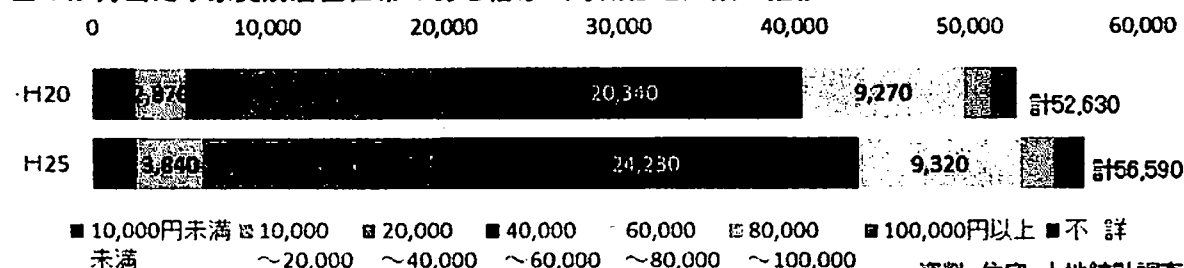 0 10,000 20,000 30,000 40,000 50,000 60,000
H20 2,870 20,340 9,270 計52,630
H25 3,840 24,230 9,320 計56,590
■10,000円未満 10,000 20,000 ■40,000 60,000 80,000 ■100,000円以上 ■不 詳
未満 ~20,000 ~40,000 ~60,000 ~80,000 ~100,000